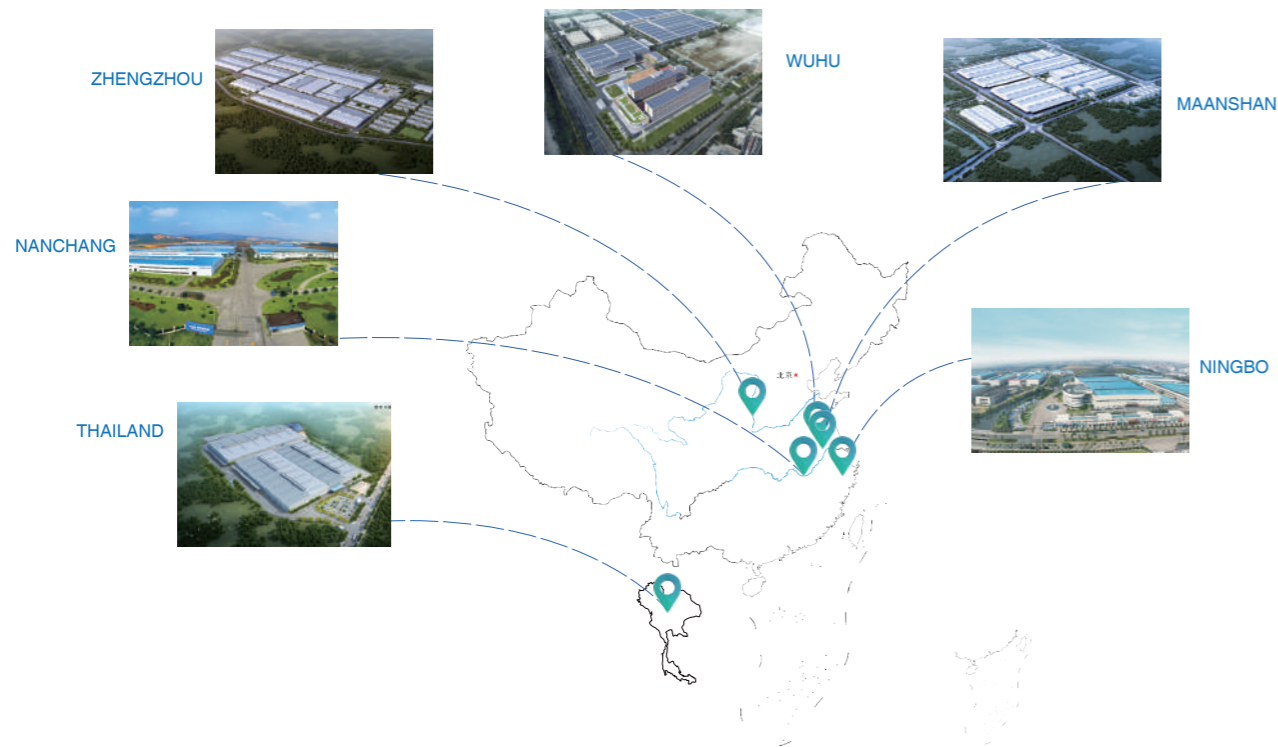 ZHENGZHOU
WUHU
MAANSHAN
NANCHANG
NINGBO
THAILAND
北京